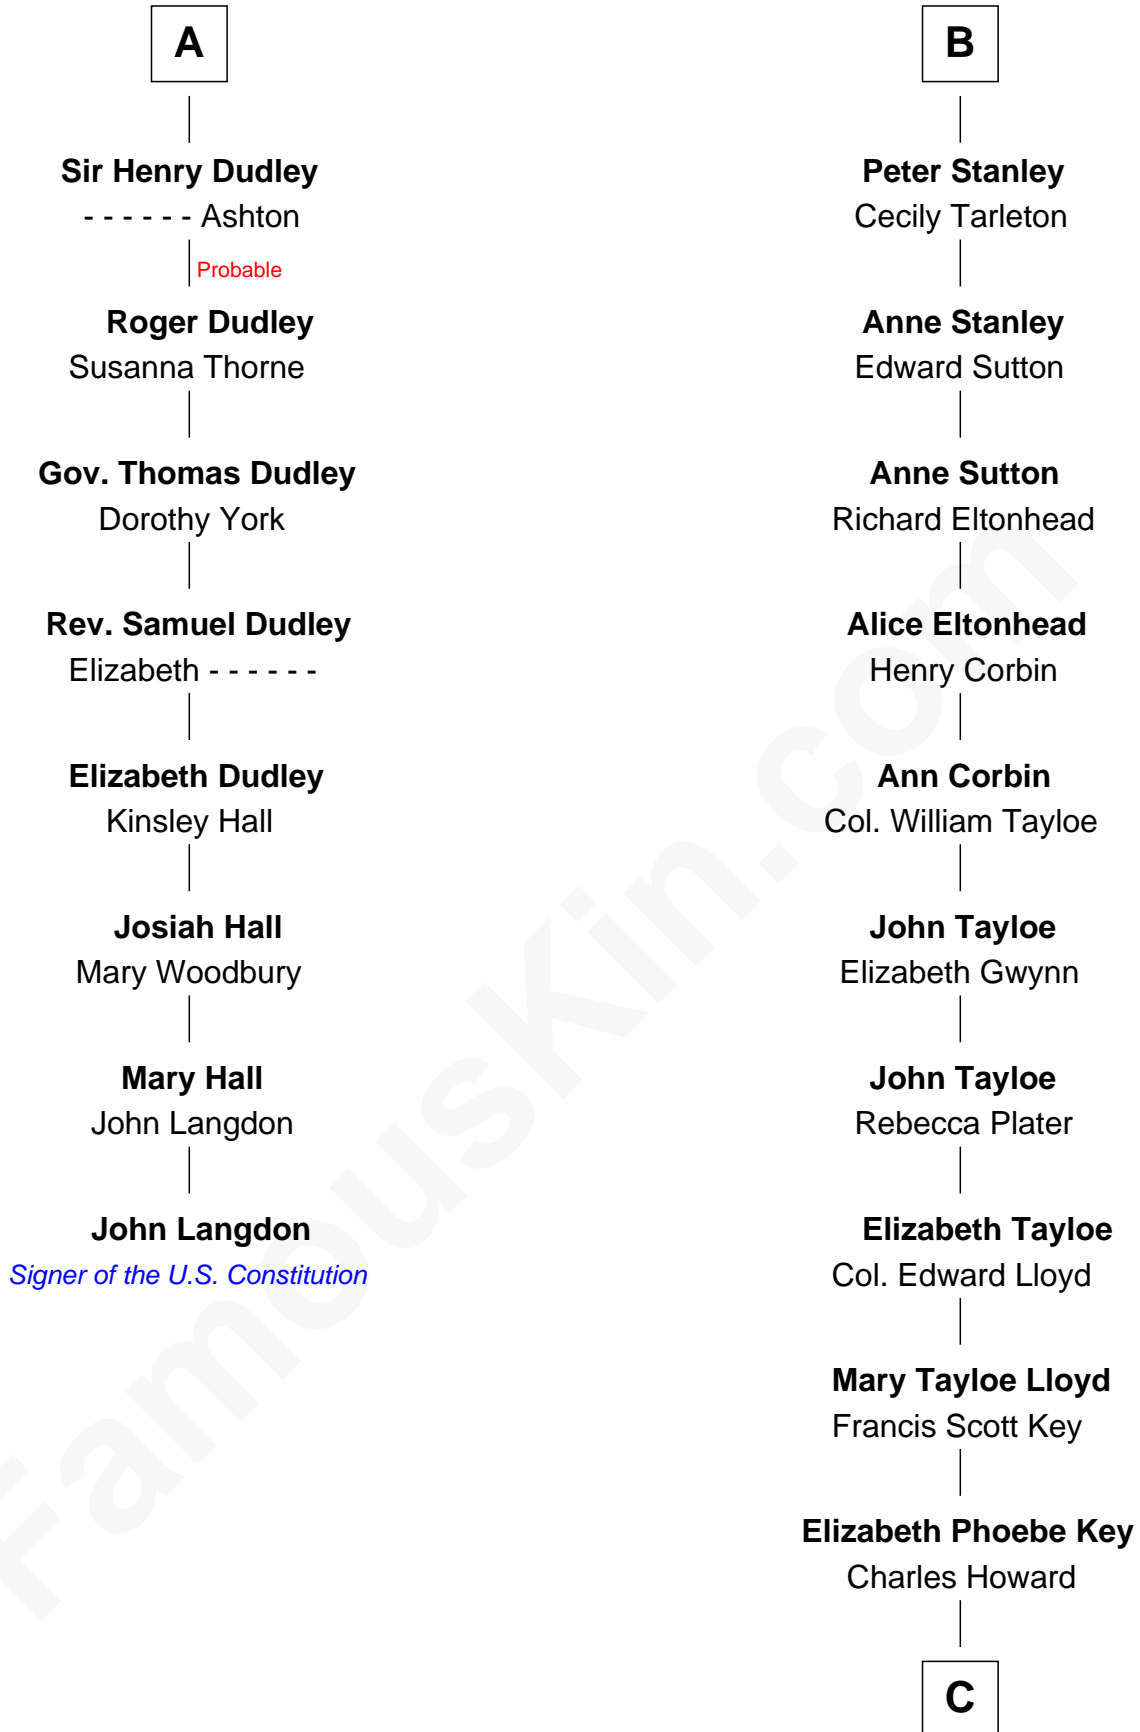 A
Sir Henry Dudley
- - - - - - Ashton
Probable
Roger Dudley
Susanna Thorne
Gov. Thomas Dudley
Dorothy York
Rev. Samuel Dudley
Elizabeth - - - - - -
Elizabeth Dudley
Kinsley Hall
Josiah Hall
Mary Woodbury
Mary Hall
John Langdon
John Langdon
Signer of the U.S. Constitution
B
Peter Stanley
Cecily Tarleton
Anne Stanley
Edward Sutton
Anne Sutton
Richard Eltonhead
Alice Eltonhead
Henry Corbin
Ann Corbin
Col. William Tayloe
John Tayloe
Elizabeth Gwynn
John Tayloe
Rebecca Plater
Elizabeth Tayloe
Col. Edward Lloyd
Mary Tayloe Lloyd
Francis Scott Key
Elizabeth Phoebe Key
Charles Howard
C
FamousKin.com